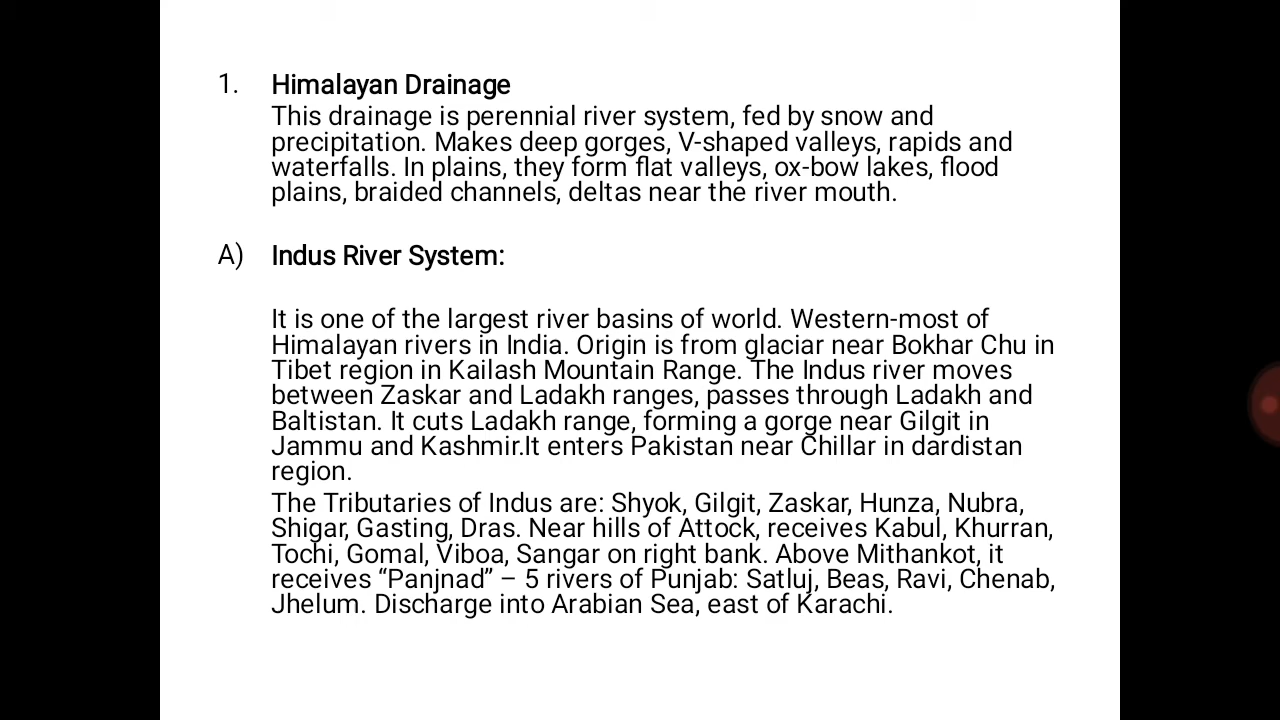 1. Himalayan Drainage
This drainage is perennial river system, fed by snow and
precipitation. Makes deep gorges, V-shaped valleys, rapids and
waterfalls. In plains, they form flat valleys, ox-bow lakes, flood
plains, braided channels, deltas near the river mouth.
A) Indus River System:
It is one of the largest river basins of world. Western-most of
Himalayan rivers in India. Origin is from glaciar near Bokhar Chu in
Tibet region in Kailash Mountain Range. The Indus river moves
between Zaskar and Ladakh ranges, passes through Ladakh and
Baltistan. It cuts Ladakh range, forming a gorge near Gilgit in
Jammu and Kashmir.It enters Pakistan near Chillar in dardistan
region.
The Tributaries of Indus are: Shyok, Gilgit, Zaskar, Hunza, Nubra,
Shigar, Gasting, Dras. Near hills of Attock, receives Kabul, Khurran,
Tochi, Gomal, Viboa, Sangar on right bank. Above Mithankot, it
receives “Panjnad” – 5 rivers of Punjab: Satluj, Beas, Ravi, Chenab,
Jhelum. Discharge into Arabian Sea, east of Karachi.